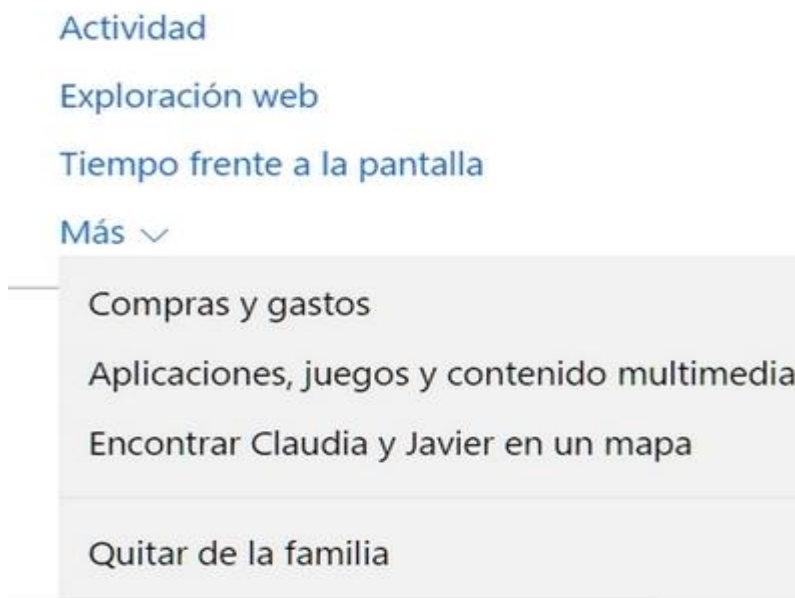 Actividad
Exploración web
Tiempo frente a la pantalla
Más
Compras y gastos
Aplicaciones, juegos y contenido multimedia
Encontrar Claudia y Javier en un mapa
Quitar de la familia